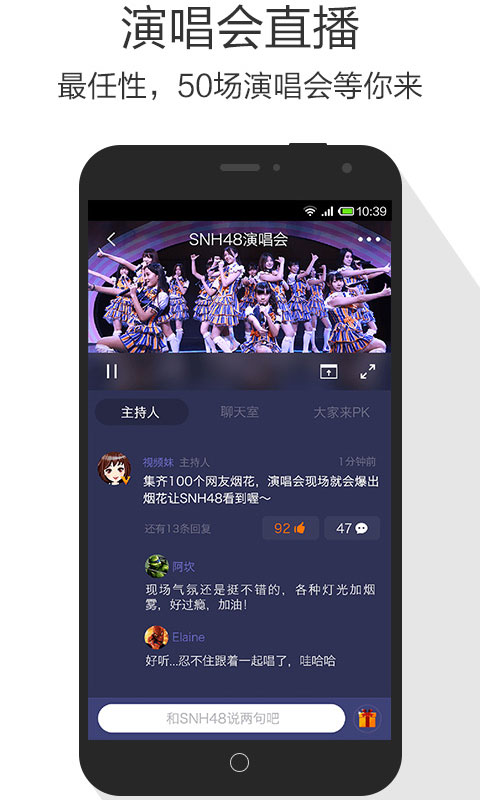 演唱会直播
最任性，50场演唱会等你来
10:39
SNH48演唱会
主持人
聊天室
大家来PK
视频妹 主持人
1分钟前
集齐100个网友烟花，演唱会现场就会爆出
烟花让SNH48看到喔～
还有13条回复
92
47
阿坎
现场气氛还是挺不错的，各种灯光加烟
雾，好过瘾，加油！
Elaine
好听...忍不住跟着一起唱了，哇哈哈
和SNH48说两句吧